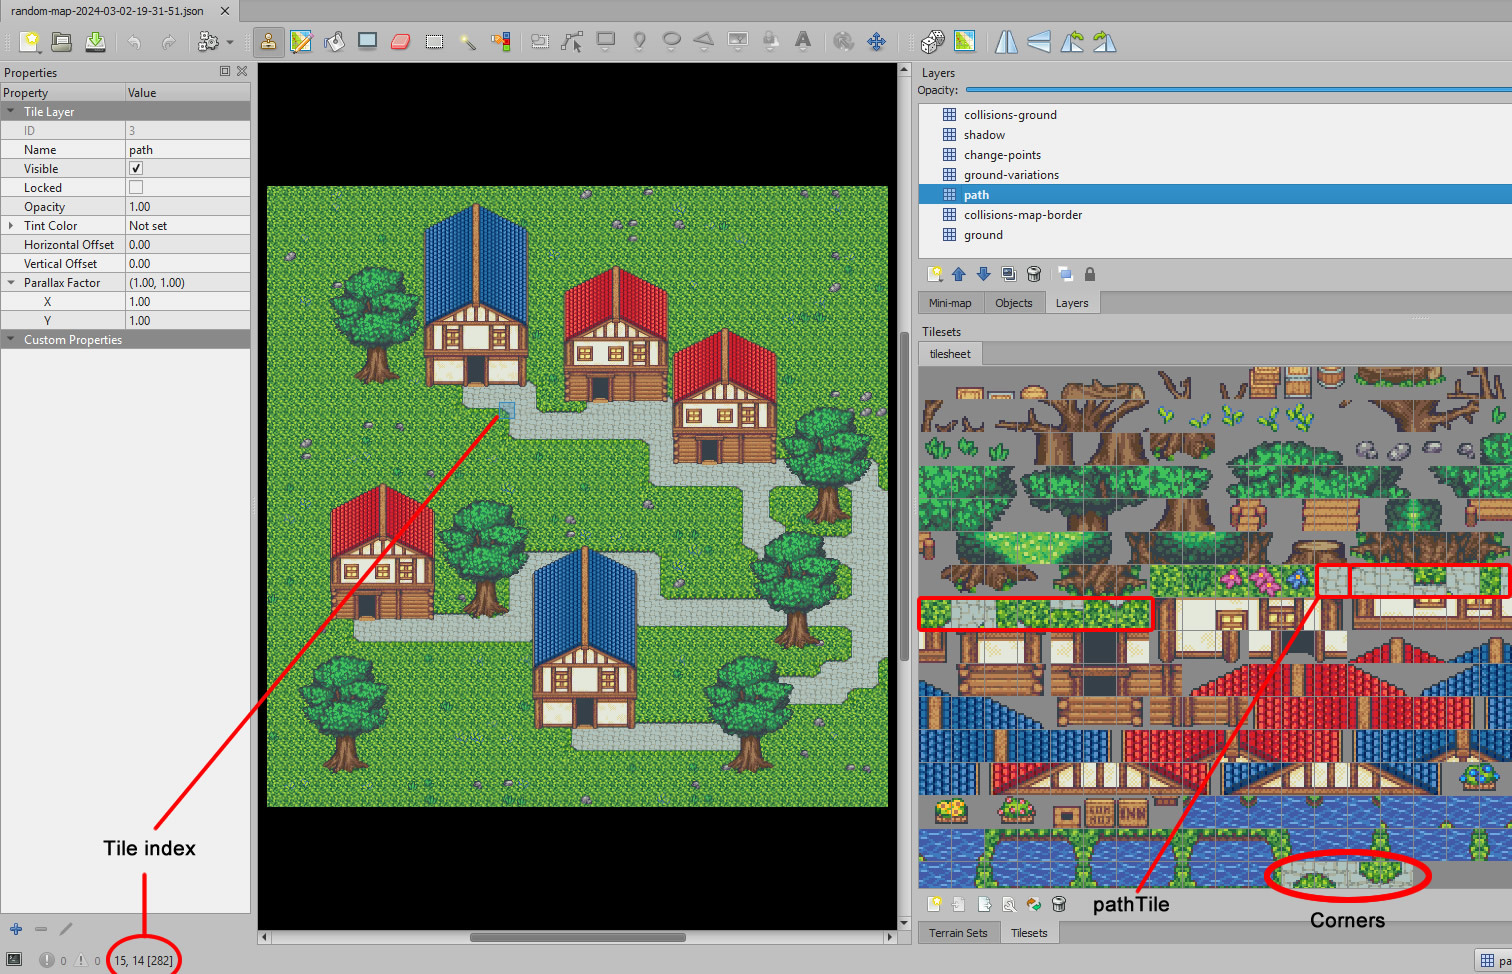 random-map-2024-03-02-19-31-51.json
Properties
Property Value
Tile Layer
ID 3
Name path
Visible
Locked
Opacity 1.00
Tint Color Not set
Horizontal Offset 0.00
Vertical Offset 0.00
Parallax Factor (1.00, 1.00)
X 1.00
Y 1.00
Custom Properties
Tile index
0 0 15, 14 [282]
Layers
Opacity:
collisions-ground
shadow
change-points
ground-variations
path
collisions-map-border
ground
Mini-map Objects Layers
Tilesets
tilesheet
INN
pathTile
Corners
Terrain Sets Tilesets
pa